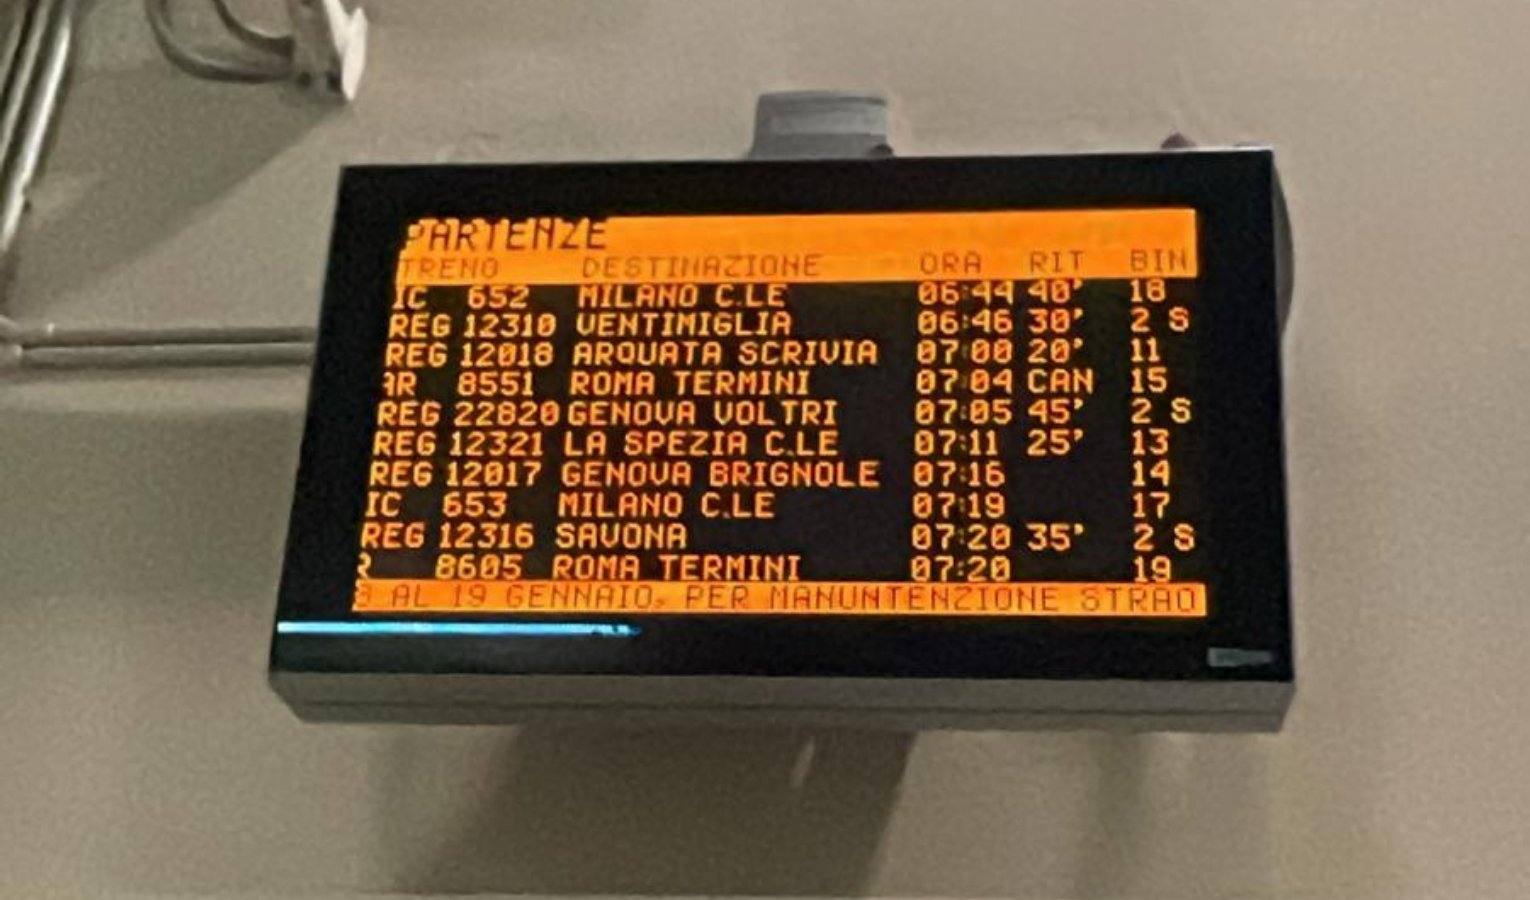 PARTENZE
TRENO DESTINAZIONE ORA RIT BIN
IC 652 MILANO C.LE 06:44 40' 18
REG 12310 VENTIMIGLIA 06:46 30' 2 S
REG 12018 ARQUATA SCRIVIA 07:00 20' 11
AR 8551 ROMA TERMINI 07:04 CAN 15
REG 22820 GENOVA VOLTRI 07:05 45' 2 S
REG 12321 LA SPEZIA C.LE 07:11 25' 13
REG 12017 GENOVA BRIGNOLE 07:16 14
IC 653 MILANO C.LE 07:19 17
REG 12316 SAVONA 07:20 35' 2 S
R 8605 ROMA TERMINI 07:20 19
AL 19 GENNAIO, PER MANUNTENZIONE STRAO